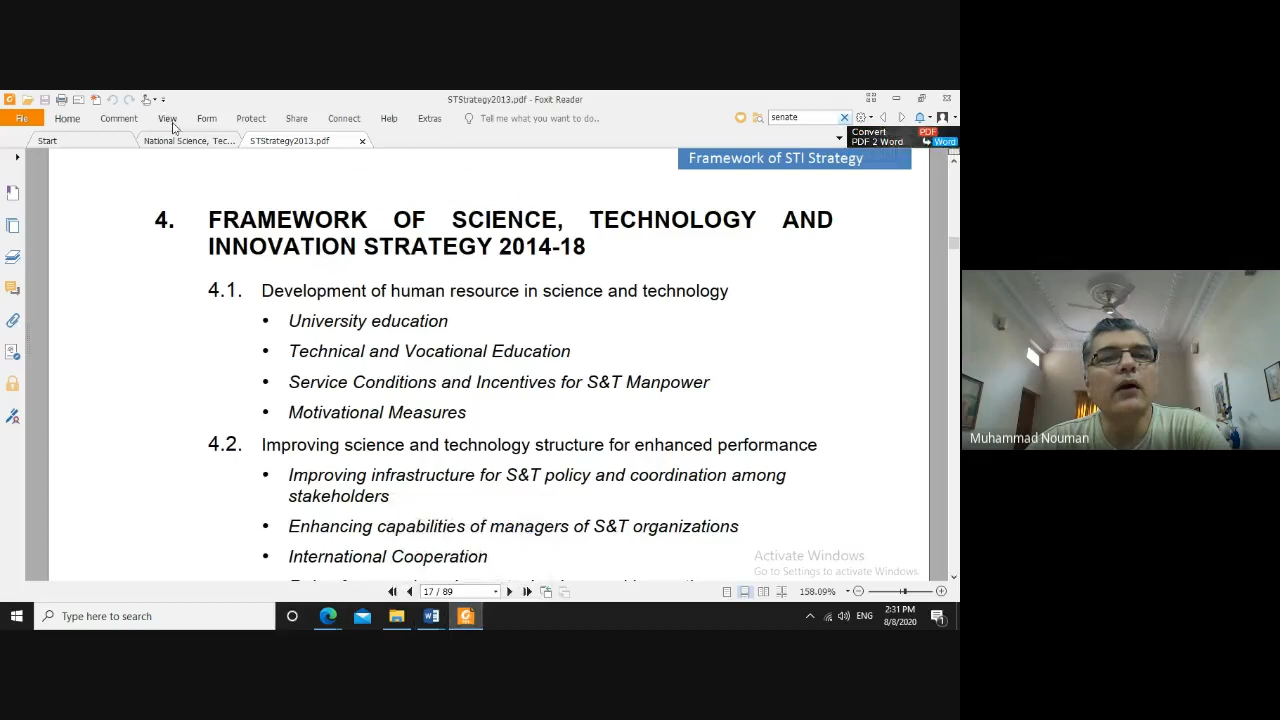 STStrategy2013.pdf - Foxit Reader
File Home Comment View Form Protect Share Connect Help Extras Tell me what you want to do.. senate
Start National Science, Tec... STStrategy2013.pdf
Convert PDF
PDF 2 Word Word
Framework of STI Strategy
4. FRAMEWORK OF SCIENCE, TECHNOLOGY AND
INNOVATION STRATEGY 2014-18
4.1. Development of human resource in science and technology
• University education
• Technical and Vocational Education
• Service Conditions and Incentives for S&T Manpower
• Motivational Measures
Muhammad Nouman
4.2. Improving science and technology structure for enhanced performance
• Improving infrastructure for S&T policy and coordination among
stakeholders
• Enhancing capabilities of managers of S&T organizations
• International Cooperation
Activate Windows
Go to Settings to activate Windows.
17 / 89 158.09%
Type here to search ENG 2:31 PM
8/8/2020 1